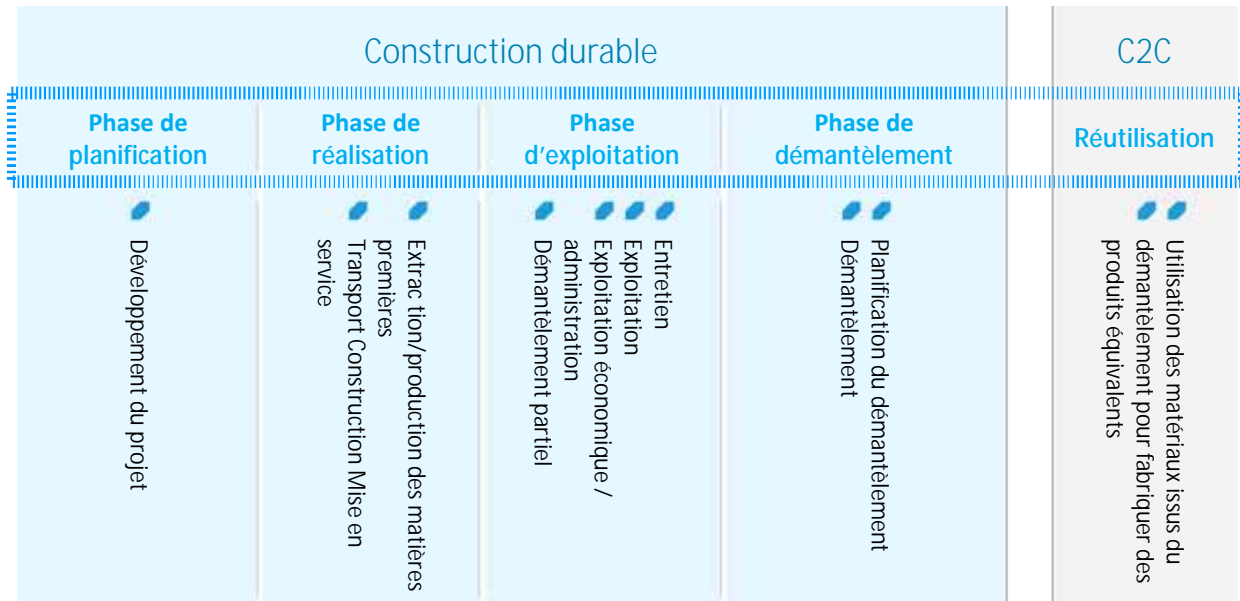 Construction durable
C2C
Phase de
planification
Phase de
réalisation
Phase
d'exploitation
Phase de
démantèlement
Réutilisation
Développement du projet
Extrac tion/production des matières
premières
Transport Construction Mise en
service
Entretien
Exploitation
Exploitation économique /
administration
Démantèlement partiel
Planification du démantèlement
Démantèlement
Utilisation des matériaux issus du
démantèlement pour fabriquer des
produits équivalents